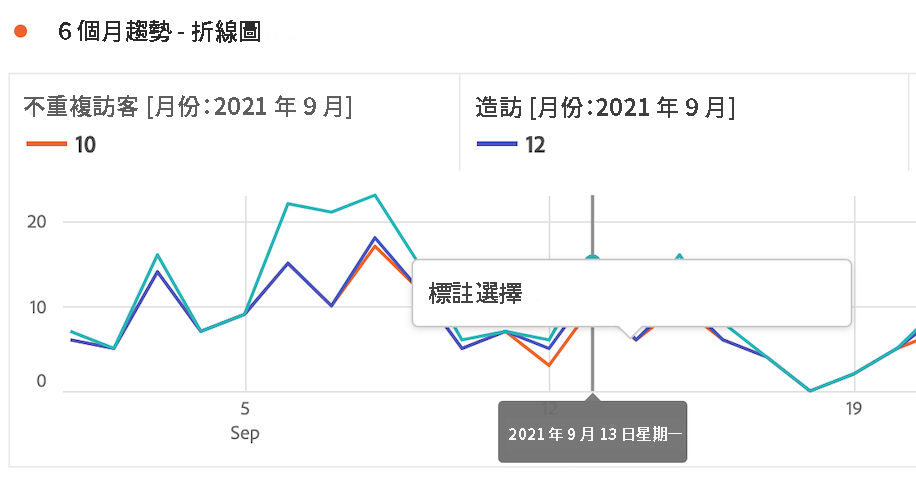 6 個月趨勢 - 折線圖
不重複訪客 [月份：2021 年 9 月]
造訪 [月份：2021 年 9 月]
10
12
20
標註選擇
10
0
5
12
19
Sep
2021 年 9 月 13 日星期一